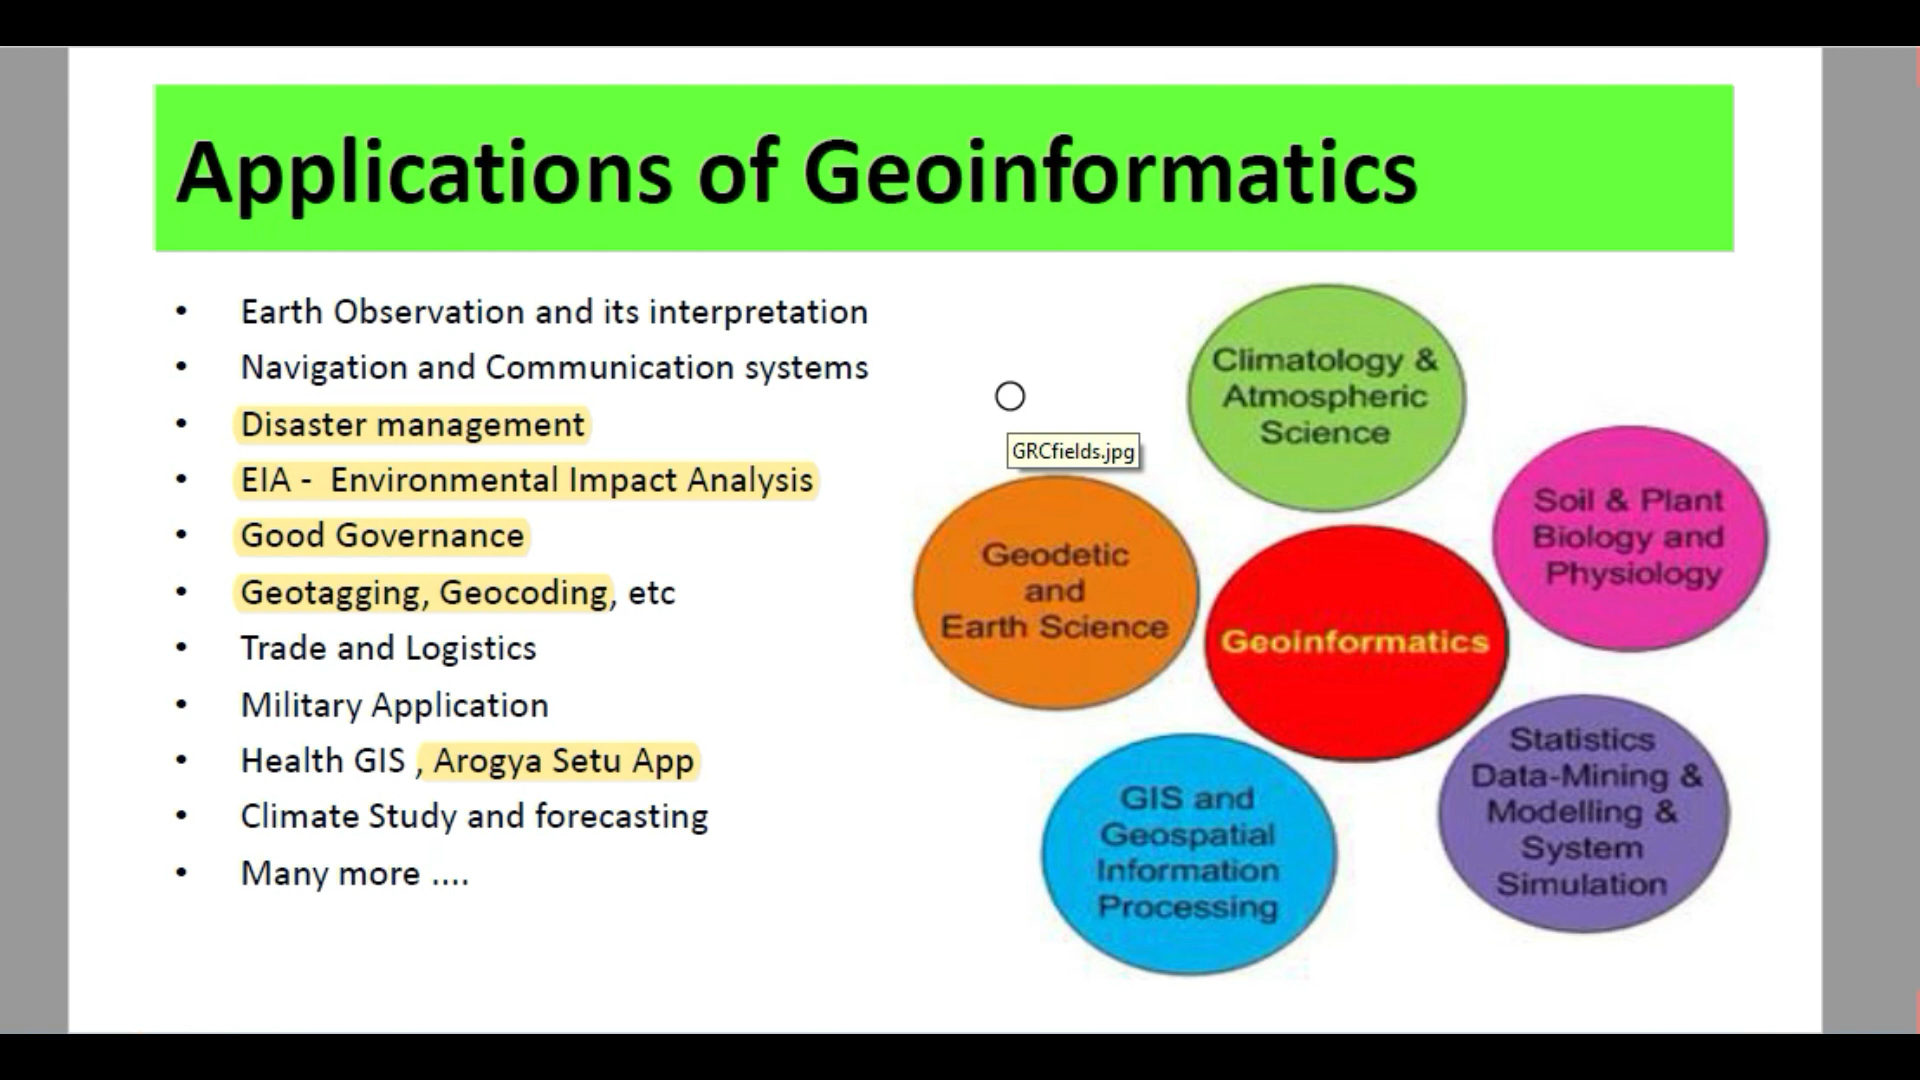 Applications of Geoinformatics
• Earth Observation and its interpretation
• Navigation and Communication systems
• Disaster management
• EIA -  Environmental Impact Analysis
• Good Governance
• Geotagging, Geocoding, etc
• Trade and Logistics
• Military Application
• Health GIS , Arogya Setu App
• Climate Study and forecasting
• Many more ....
Climatology &
Atmospheric
Science
GRCfields.jpg
Soil & Plant
Biology and
Physiology
Geodetic
and
Earth Science
Geoinformatics
Statistics
Data-Mining &
Modelling &
System
Simulation
GIS and
Geospatial
Information
Processing